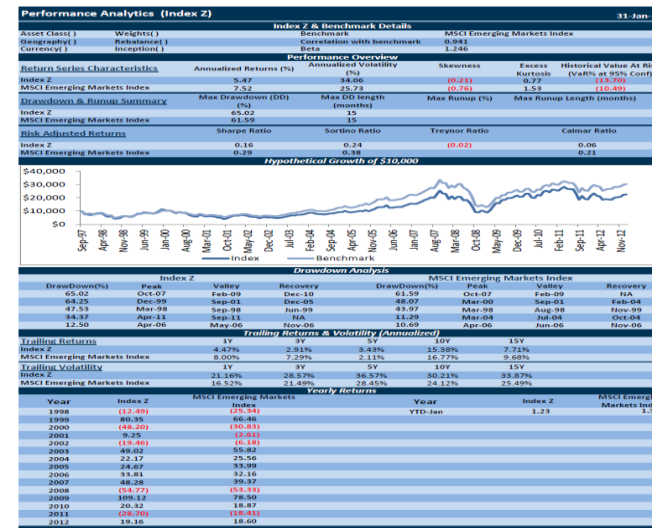 Performance Analytics (Index Z) 31-Jan-
Index Z & Benchmark Details
Asset Class( ) Weights( ) Benchmark MSCI Emerging Markets Index
Geography( ) Rebalance( ) Correlation with benchmark 0.941
Currency( ) Inception( ) Beta 1.246
Performance Overview
Return Series Characteristics Annualized Returns (%) Annualized Volatility (%) Skewness Excess Kurtosis Historical Value At Ri (VaR% at 95% Conf)
Index Z 5.47 34.06 (0.21) 0.77 (13.70)
MSCI Emerging Markets Index 7.52 25.73 (0.76) 1.53 (10.49)
Drawdown & Runup Summary Max Drawdown (DD) (%) Max DD length (months) Max Runup (%) Max Runup Length (months)
Index Z 65.02 15
MSCI Emerging Markets Index 61.59 15
Risk Adjusted Returns Sharpe Ratio Sortino Ratio Treynor Ratio Calmar Ratio
Index Z 0.16 0.24 (0.02) 0.06
MSCI Emerging Markets Index 0.29 0.38 0.21
Hypothetical Growth of $10,000
$40,000
$30,000
$20,000
$10,000
$0
Sep-97 Apr-98 Nov-98 Jun-99 Jan-00 Aug-00 Mar-01 Oct-01 May-02 Dec-02 Jul-03 Feb-04 Sep-04 Apr-05 Nov-05 Jun-06 Jan-07 Aug-07 Mar-08 Oct-08 May-09 Dec-09 Jul-10 Feb-11 Sep-11 Apr-12 Nov-12
Index Benchmark
Drawdown Analysis
Index Z MSCI Emerging Markets Index
DrawDown(%) Peak Valley Recovery DrawDown(%) Peak Valley Recovery
65.02 Oct-07 Feb-09 Dec-10 61.59 Oct-07 Feb-09 NA
64.25 Dec-99 Sep-01 Dec-05 48.07 Mar-00 Sep-01 Feb-04
47.53 Mar-98 Sep-98 Jun-99 43.97 Mar-98 Aug-98 Nov-99
34.37 Apr-11 Sep-11 NA 11.29 Mar-04 Jul-04 Oct-04
12.50 Apr-06 May-06 Nov-06 10.69 Apr-06 Jun-06 Nov-06
Trailing Returns & Volatility (Annualized)
Trailing Returns 1Y 3Y 5Y 10Y 15Y
Index Z 4.47% 2.91% 3.43% 15.38% 7.71%
MSCI Emerging Markets Index 8.00% 7.29% 2.11% 16.77% 9.68%
Trailing Volatility 1Y 3Y 5Y 10Y 15Y
Index Z 21.16% 28.57% 36.57% 30.21% 33.87%
MSCI Emerging Markets Index 16.52% 21.49% 28.45% 24.12% 25.49%
Yearly Returns
Year Index Z MSCI Emerging Markets Index Year Index Z MSCI Emergi Markets Ind
1998 (12.49) (25.34) YTD-Jan 1.23
1999 80.35 66.46
2000 (48.20) (30.83)
2001 9.25 (2.61)
2002 (19.46) (6.18)
2003 49.02 55.82
2004 22.17 25.56
2005 24.67 33.99
2006 33.81 32.16
2007 48.28 39.37
2008 (54.77) (53.33)
2009 109.12 78.50
2010 20.32 18.87
2011 (28.70) (18.41)
2012 19.16 18.60